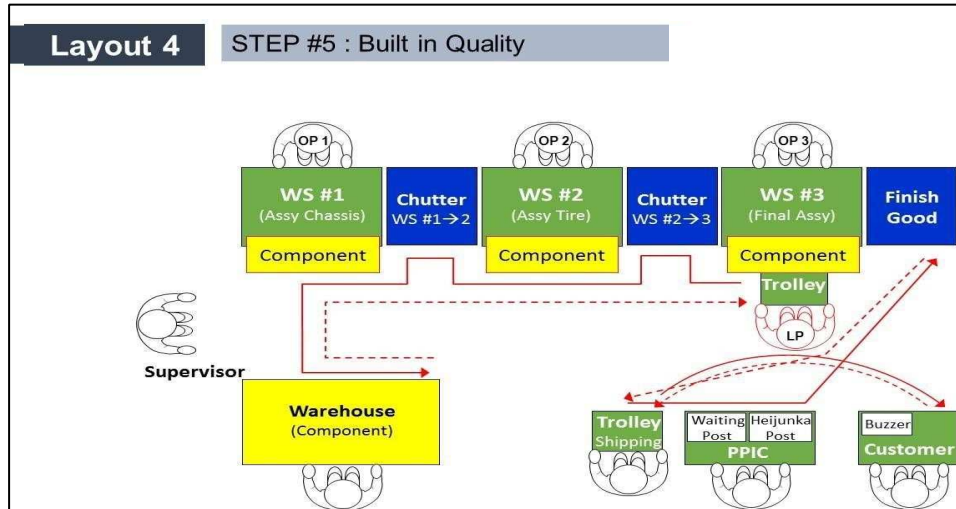 Layout 4
STEP #5 : Built in Quality
OP 1
OP 2
OP 3
WS #1
(Assy Chassis)
Chutter
WS #1→2
WS #2
(Assy Tire)
Chutter
WS #2→3
WS #3
(Final Assy)
Finish
Good
Component
Component
Component
Trolley
LP
Supervisor
Warehouse
(Component)
Trolley
Shipping
Waiting
Post
Heijunka
Post
PPIC
Buzzer
Customer